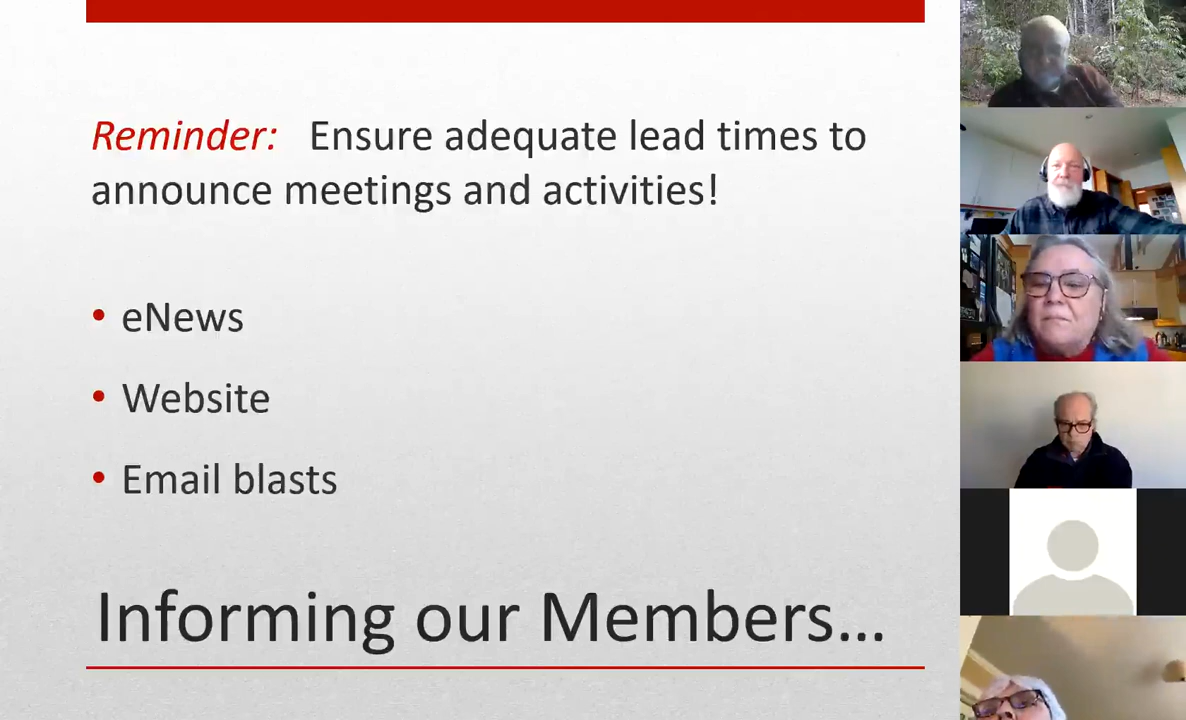 Reminder: Ensure adequate lead times to
announce meetings and activities!
• eNews
• Website
• Email blasts
Informing our Members...